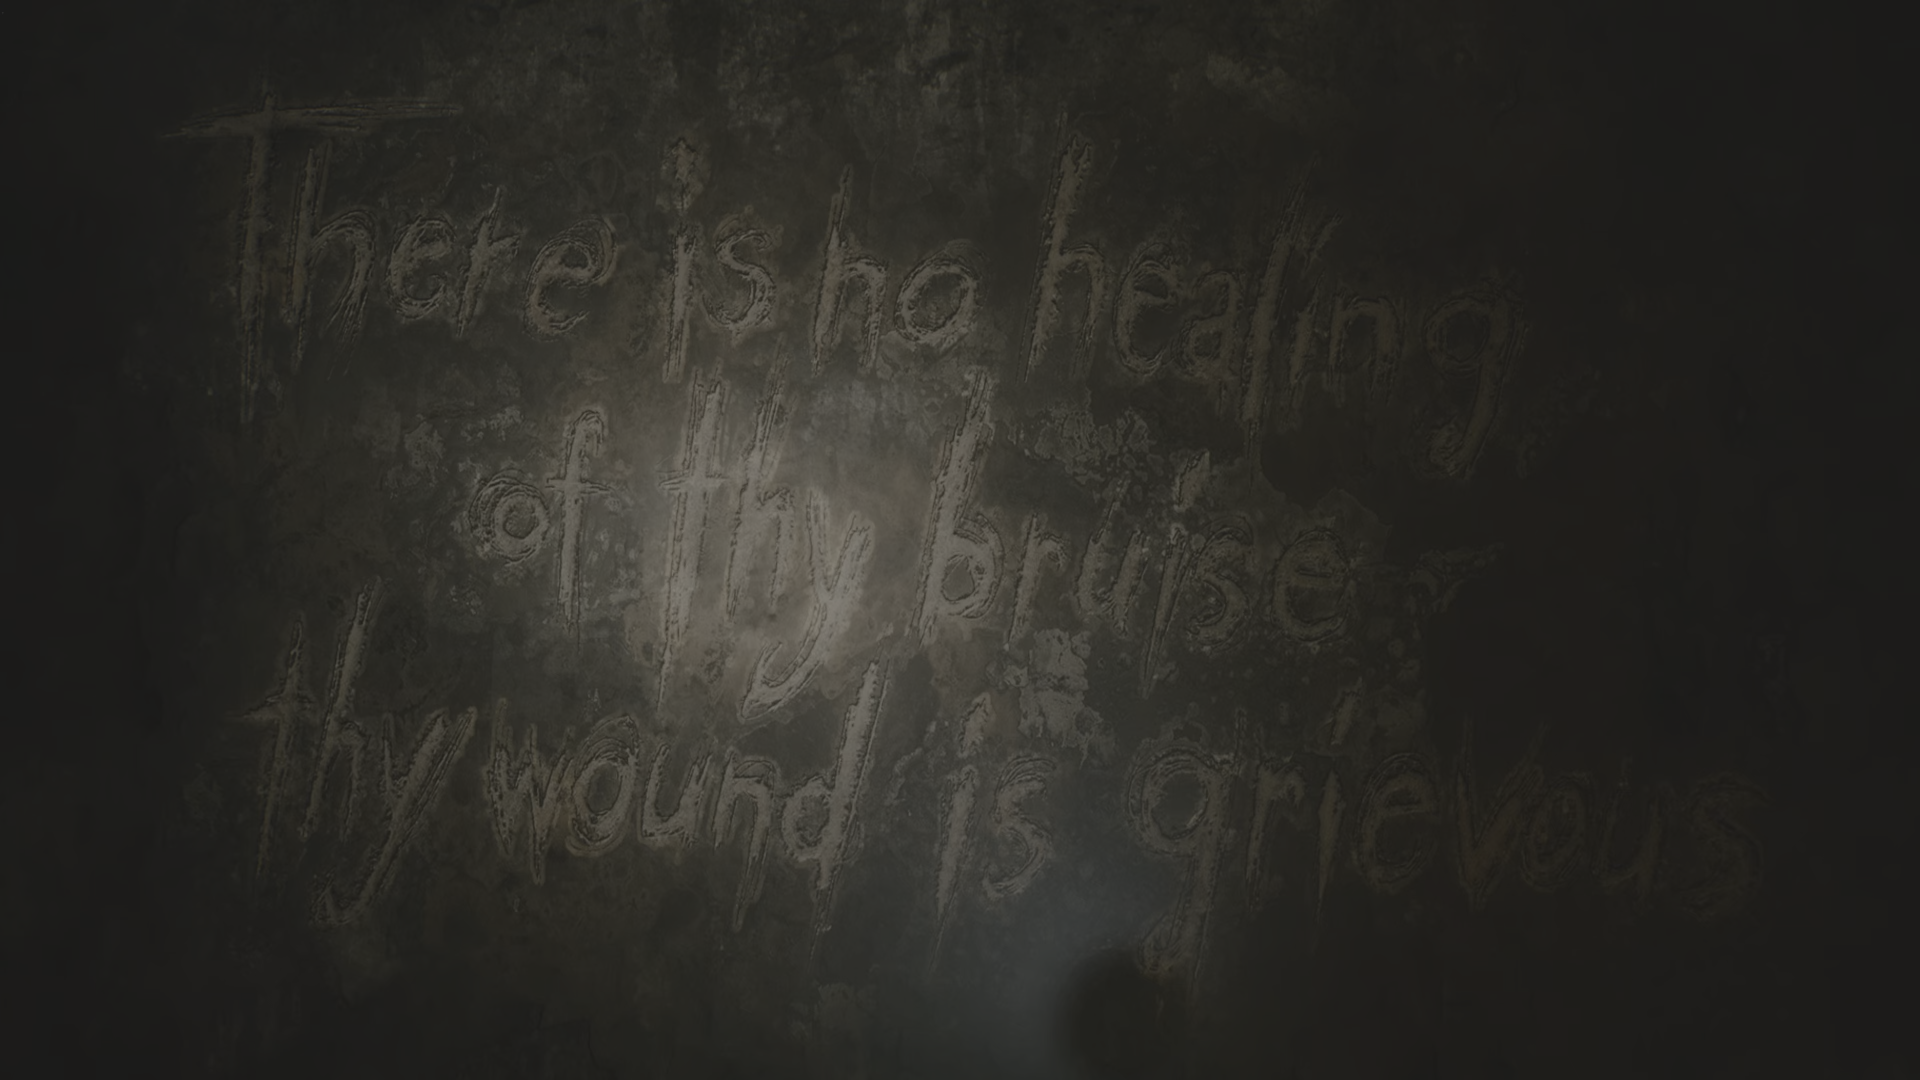 There is no healing
of thy bruise -
thy wound is grievous